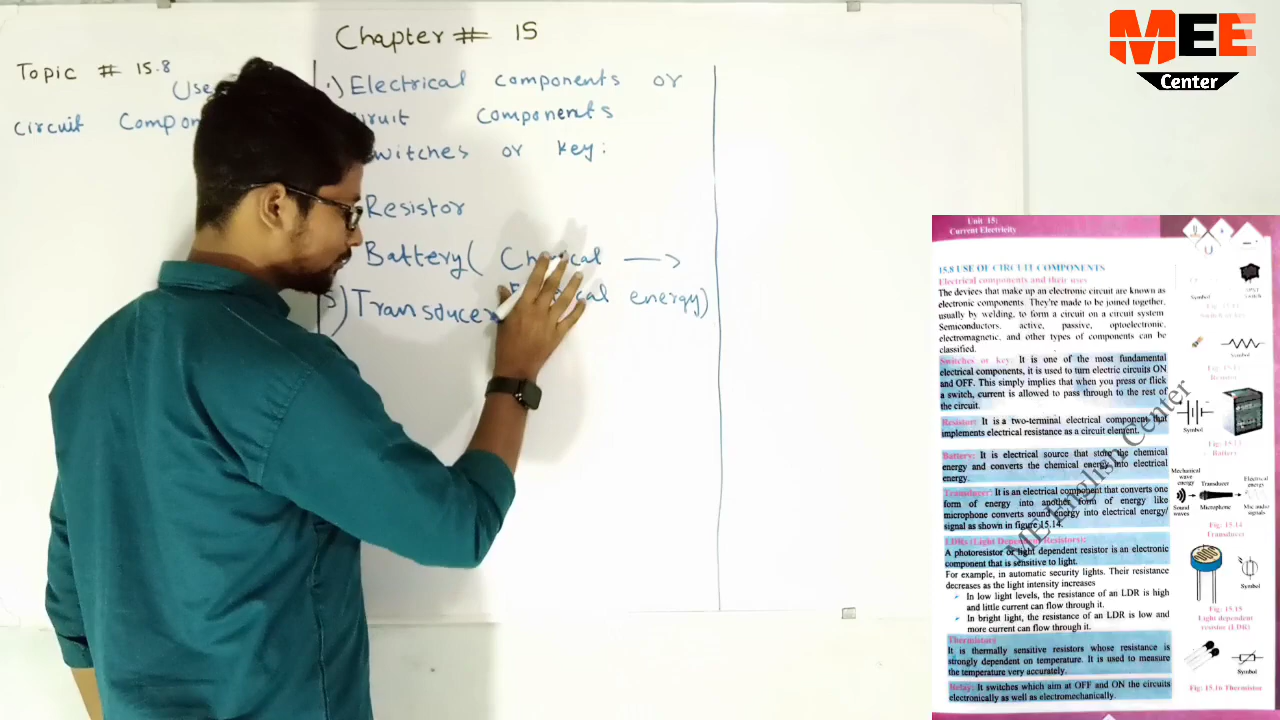 Chapter # 15
Topic # 15.8
Use
Circuit Compon
1) Electrical components or
Circuit Components
Switches or key:
Resistor
Battery ( Chemical →
energy)
3) Transducer
MEE
Center
Unit 15:
Current Electricity
15.8 USE OF CIRCUIT COMPONENTS
Electrical components and their uses
The devices that make up an electronic circuit are known as
electronic components. They're made to be joined together,
usually by welding, to form a circuit on a circuit system
Semiconductors, active, passive, optoelectronic,
electromagnetic, and other types of components can be
classified.
Switches or key: It is one of the most fundamental
electrical components, it is used to turn electric circuits ON
and OFF. This simply implies that when you press or flick
a switch, current is allowed to pass through to the rest of
the circuit.
Resistor: It is a two-terminal electrical component that
implements electrical resistance as a circuit element.
Battery: It is electrical source that store the chemical
energy and converts the chemical energy into electrical
energy.
Transducer: It is an electrical component that converts one
form of energy into another form of energy like
microphone converts sound energy into electrical energy/
signal as shown in figure 15.14.
LDRs (Light Dependent Resistors):
A photoresistor or light dependent resistor is an electronic
component that is sensitive to light.
For example, in automatic security lights. Their resistance
decreases as the light intensity increases
➢ In low light levels, the resistance of an LDR is high
and little current can flow through it.
➢ In bright light, the resistance of an LDR is low and
more current can flow through it.
Thermistors
It is thermally sensitive resistors whose resistance is
strongly dependent on temperature. It is used to measure
the temperature very accurately.
Relay: It switches which aim at OFF and ON the circuits
electronically as well as electromechanically.
Symbol
Switch
Switch or key
Symbol
Resistor
Symbol
Battery
Mechanical
wave
energy
Transducer
Electrical
energy
Sound
waves
Microphone
Mic audio
signals
Fig: 15.14
Transducer
Symbol
Fig: 15.15
Light dependent
resistor (LDR)
Symbol
Fig: 15.16 Thermistor
ME English Center